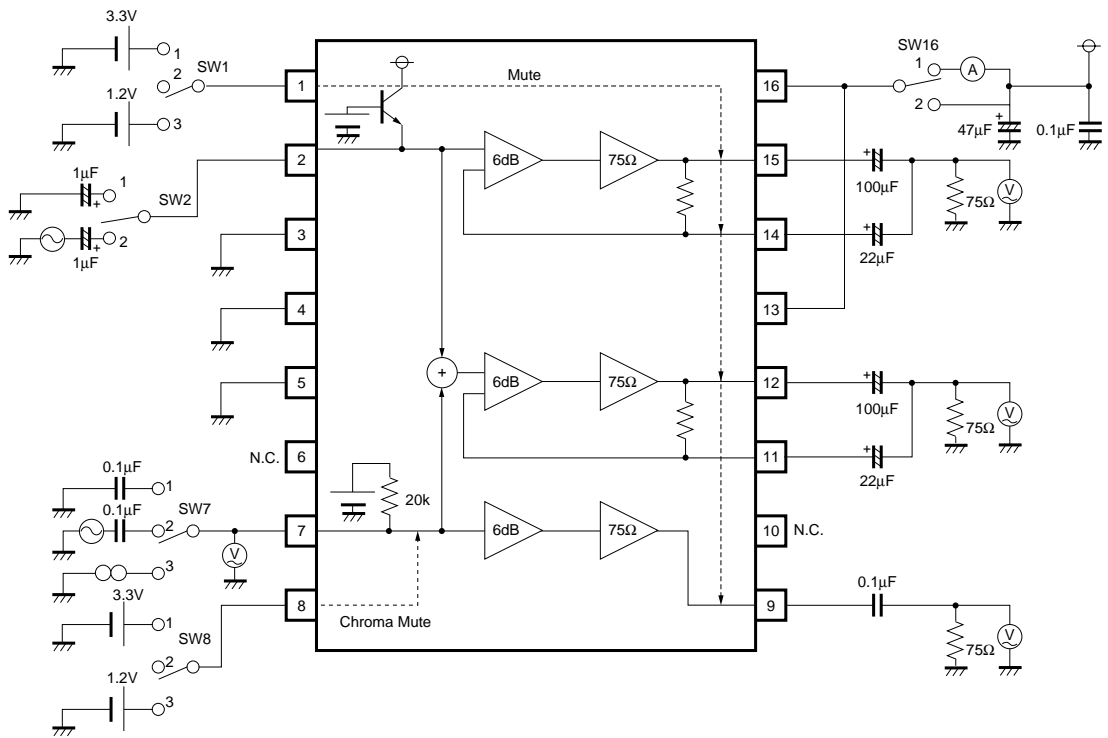 3.3V
1
2
SW1
1.2V
3
1
Mute
16
SW16
1
A
2
+
47μF
0.1μF
2
6dB
75Ω
15
+
100μF
75Ω
V
1μF
1
+
SW2
2
+
1μF
3
14
+
22μF
4
13
5
+
6dB
75Ω
12
+
100μF
75Ω
V
N.C.
6
11
+
22μF
0.1μF
1
0.1μF
2
SW7
3
V
7
20k
6dB
75Ω
10
N.C.
3.3V
1
2
SW8
1.2V
3
8
Chroma Mute
9
0.1μF
75Ω
V